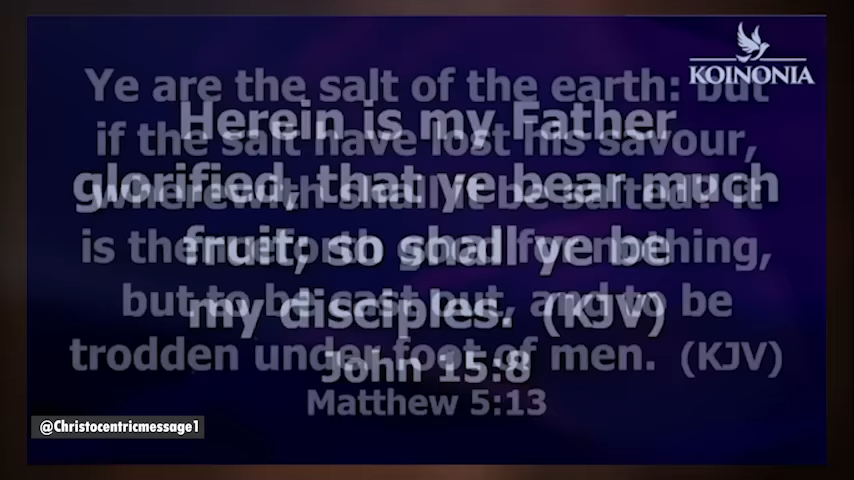 KOINONIA
Ye are the salt of the earth: but
if the salt have lost his savour,
wherewith shall it be salted? it
is thenceforth good for nothing,
but to be cast out, and to be
trodden under foot of men. (KJV)
Matthew 5:13
Herein is my Father
glorified, that ye bear much
fruit; so shall ye be
my disciples. (KJV)
John 15:8
@Christocentricmessage1